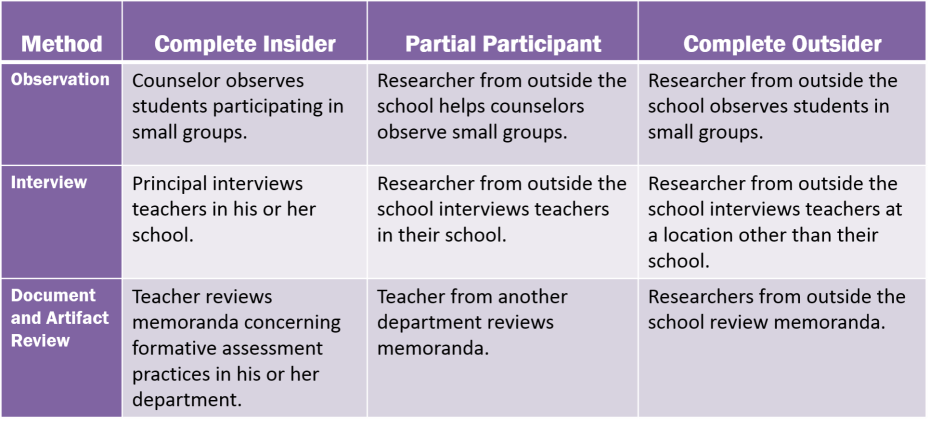 Method
Complete Insider
Partial Participant
Complete Outsider
Observation
Counselor observes
students participating in
small groups.
Researcher from outside the
school helps counselors
observe small groups.
Researcher from outside the
school observes students in
small groups.
Interview
Principal interviews
teachers in his or her
school.
Researcher from outside the
school interviews teachers
in their school.
Researcher from outside the
school interviews teachers at
a location other than their
school.
Document
and Artifact
Review
Teacher reviews
memoranda concerning
formative assessment
practices in his or her
department.
Teacher from another
department reviews
memoranda.
Researchers from outside the
school review memoranda.